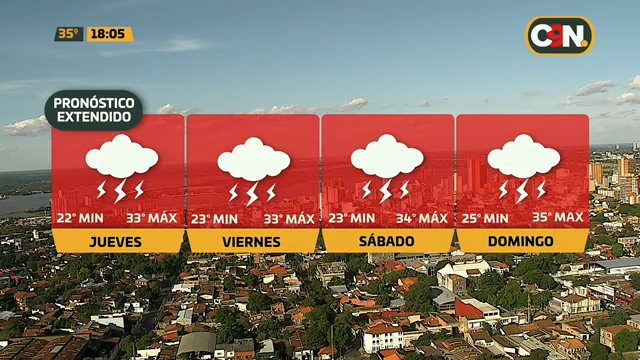 35º 18:05
C9N.
PRONÓSTICO
EXTENDIDO
22° MIN 33° MÁX
JUEVES
23° MIN 33° MÁX
VIERNES
23° MIN 34° MÁX
SÁBADO
25° MIN 35° MAX
DOMINGO